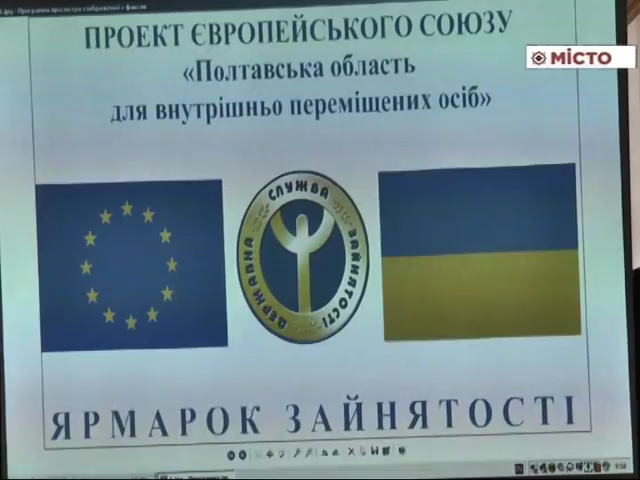 ПРОЕКТ ЄВРОПЕЙСЬКОГО СОЮЗУ
МІСТО
«Полтавська область
для внутрішньо переміщених осіб»
ДЕРЖАВНА СЛУЖБА ЗАЙНЯТОСТІ
ЯРМАРОК ЗАЙНЯТОСТІ